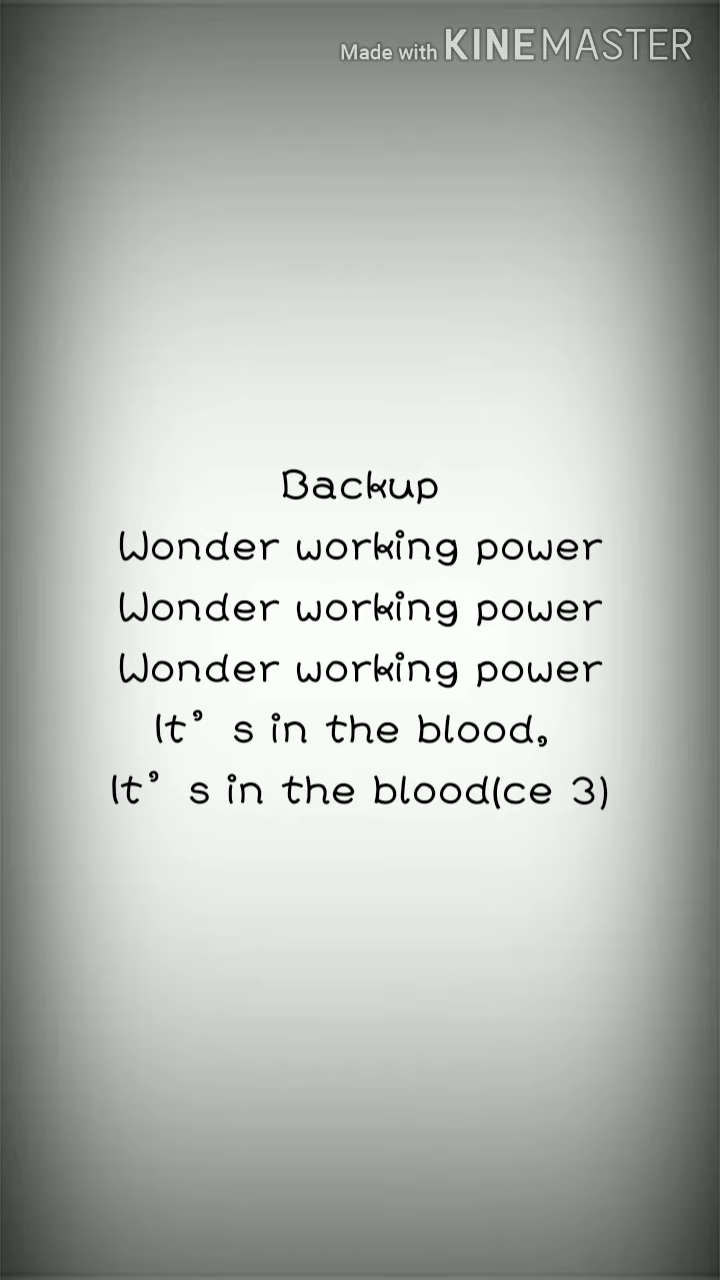 Made with KINEMASTER
Backup
Wonder working power
Wonder working power
Wonder working power
It’ s in the blood,
It’ s in the blood(ce 3)